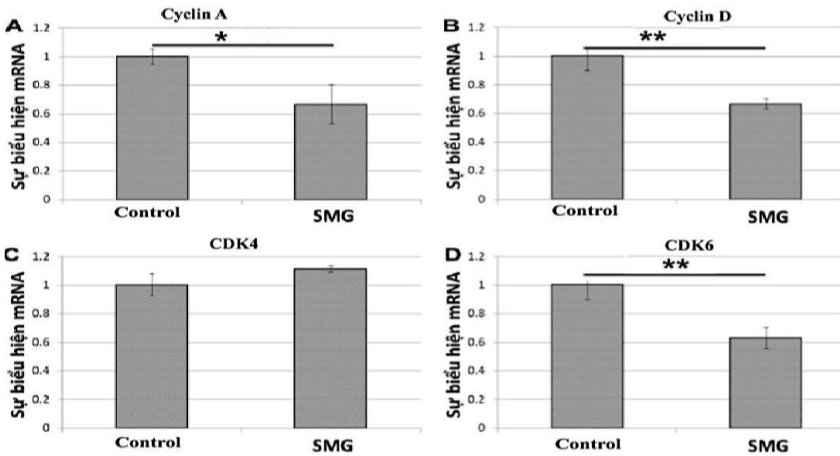 A
Cyclin A
Sự biểu hiện mRNA
1.2
1
0.8
0.6
0.4
0.2
0
*
Control
SMG
B
Cyclin D
Sự biểu hiện mRNA
1.2
1
0.8
0.6
0.4
0.2
0
**
Control
SMG
C
CDK4
Sự biểu hiện mRNA
1.2
1
0.8
0.6
0.4
0.2
0
Control
SMG
D
CDK6
Sự biểu hiện mRNA
1.2
1
0.8
0.6
0.4
0.2
0
**
Control
SMG